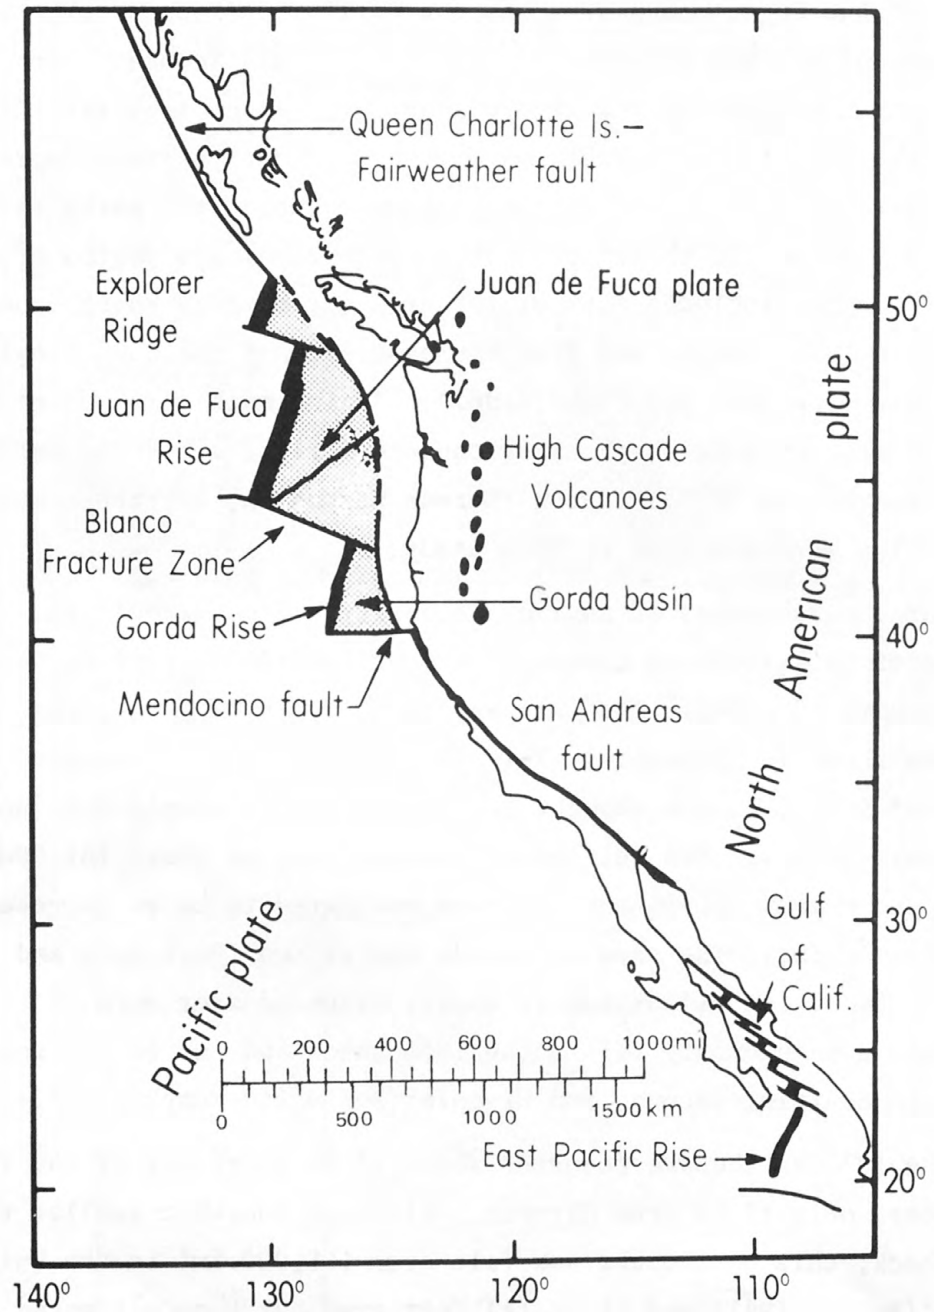 Queen Charlotte Is.–
Fairweather fault
Explorer
Ridge
Juan de Fuca plate
50°
Juan de Fuca
Rise
plate
High Cascade
Volcanoes
Blanco
Fracture Zone
Gorda basin
Gorda Rise
40°
American
Mendocino fault
San Andreas
fault
North
Gulf
of
Calif.
30°
Pacific plate
0 200 400 600 800 1000mi
0 500 1000 1500km
East Pacific Rise
20°
140° 130° 120° 110°